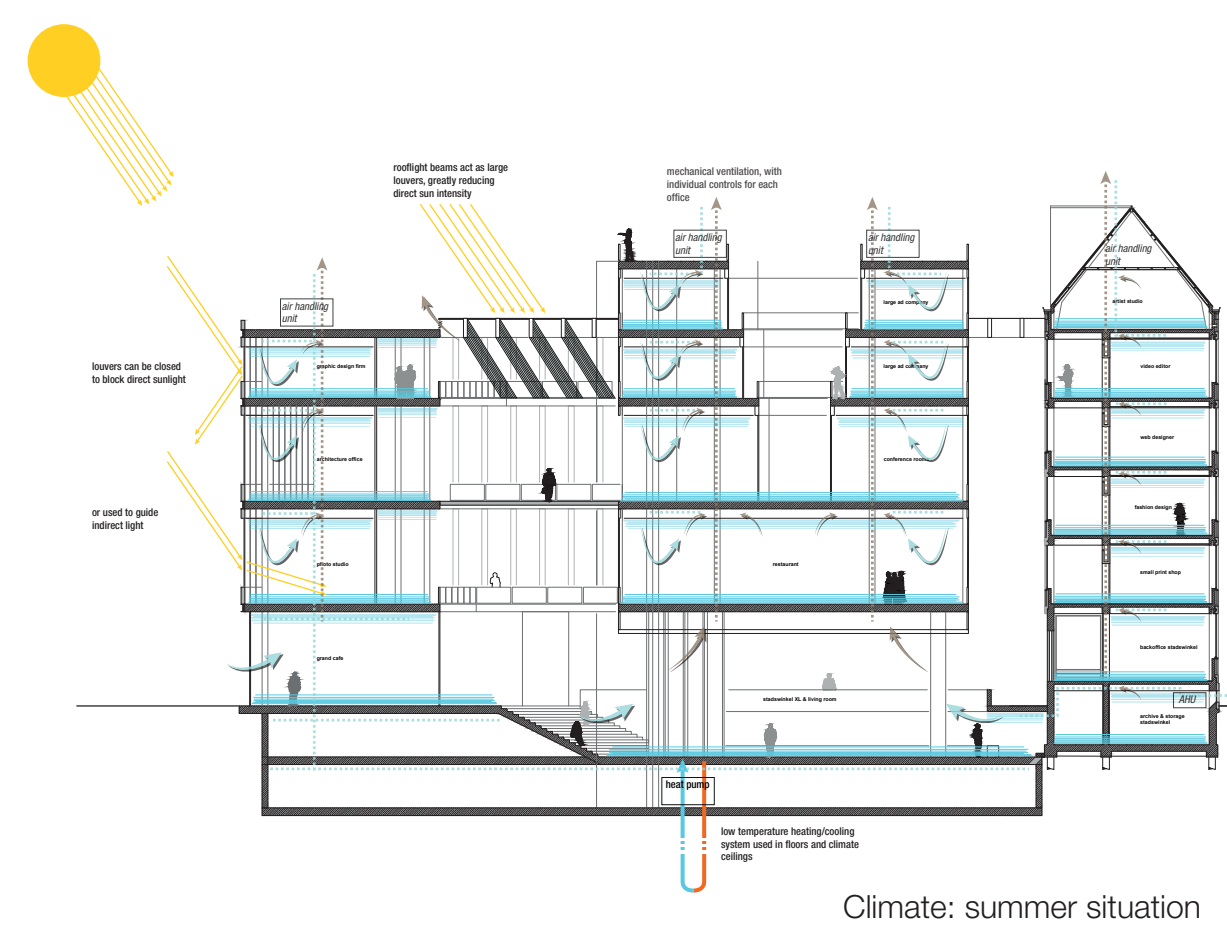 rooflight beams act as large
louvers, greatly reducing
direct sun intensity
mechanical ventilation, with
individual controls for each
office
air handling
unit
air handling
unit
air handling
unit
air handling
unit
large ad company
artist studio
louvers can be closed
to block direct sunlight
graphic design firm
large ad company
video editor
architecture office
conference room
web designer
or used to guide
indirect light
fashion design
photo studio
restaurant
small print shop
grand cafe
backoffice stadswinkel
stadswinkel XL & living room
AHU
archive & storage
stadswinkel
heat pump
low temperature heating/cooling
system used in floors and climate
ceilings
Climate: summer situation